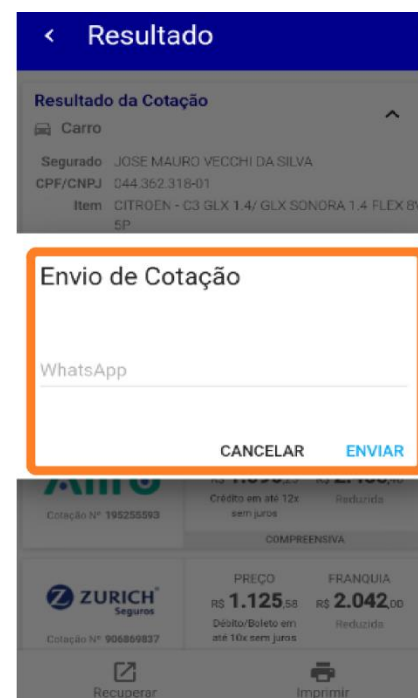 Resultado
Resultado da Cotação
Carro
Segurado JOSE MAURO VECCHI DA SILVA
CPF/CNPJ 044.362.318-01
Item CITROEN - C3 GLX 1.4/ GLX SONORA 1.4 FLEX 8V
5P
Envio de Cotação
WhatsApp
CANCELAR ENVIAR
Crédito em até 12x Reduzida
Cotação Nº 195255593 sem juros
COMPREENSIVA
PREÇO FRANQUIA
ZURICH R$ 1.125,58 R$ 2.042,00
Seguros
Débito/Boleto em Reduzida
Cotação Nº 906869837 até 10x sem juros
Recuperar Imprimir